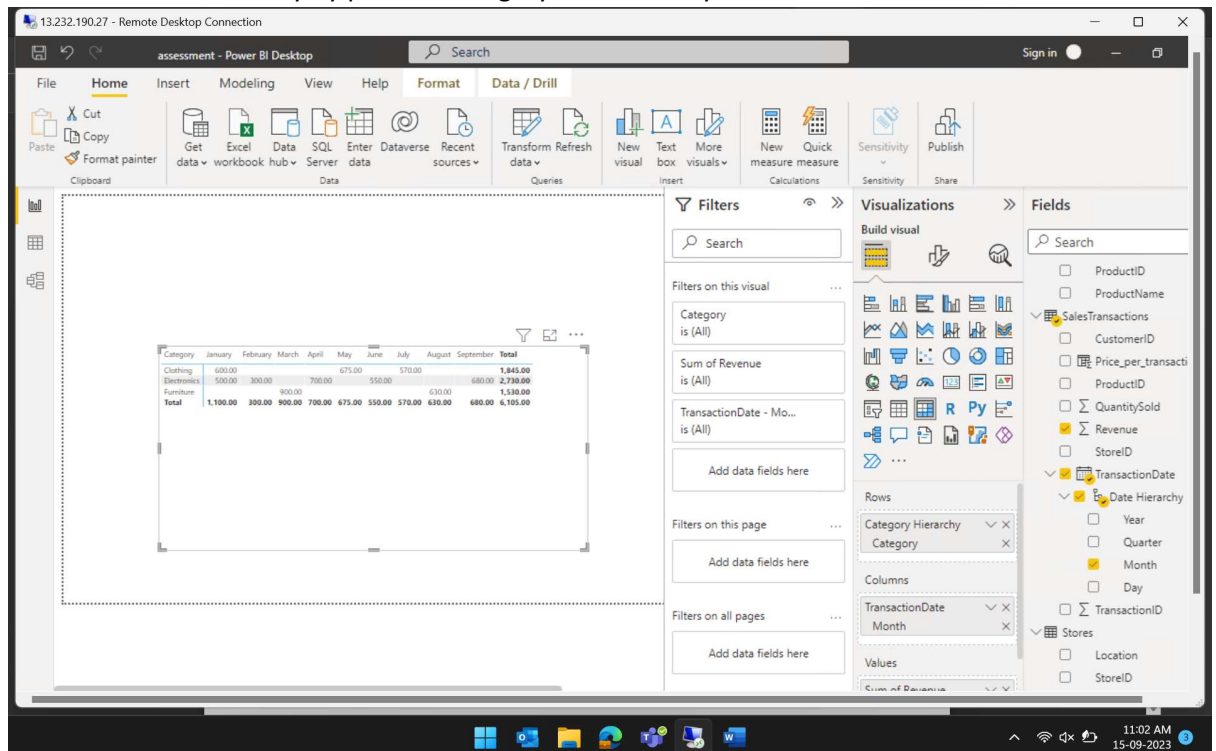 13.232.190.27 - Remote Desktop Connection
assessment - Power BI Desktop
Search
Sign in
File Home Insert Modeling View Help Format Data / Drill
Paste
Cut
Copy
Format painter
Clipboard
Get data
Excel workbook
Data hub
SQL Server
Enter data
Dataverse
Recent sources
Data
Transform data
Refresh
Queries
New visual
Text box
More visuals
Insert
New measure
Quick measure
Calculations
Sensitivity
Sensitivity
Publish
Share
Category January February March April May June July August September Total
Clothing 600.00 675.00 570.00 1,845.00
Electronics 500.00 300.00 700.00 550.00 680.00 2,730.00
Furniture 900.00 630.00 1,530.00
Total 1,100.00 300.00 900.00 700.00 675.00 550.00 570.00 630.00 680.00 6,105.00
Filters
Search
Filters on this visual ...
Category
is (All)
Sum of Revenue
is (All)
TransactionDate - Mo...
is (All)
Add data fields here
Filters on this page ...
Add data fields here
Filters on all pages ...
Add data fields here
Visualizations
Build visual
123
R Py
...
Rows
Category Hierarchy
Category
Columns
TransactionDate
Month
Values
Sum of Revenue
Fields
Search
ProductID
ProductName
SalesTransactions
CustomerID
Price_per_transacti
ProductID
∑ QuantitySold
∑ Revenue
StoreID
TransactionDate
Date Hierarchy
Year
Quarter
Month
Day
∑ TransactionID
Stores
Location
StoreID
11:02 AM
15-09-2023
3